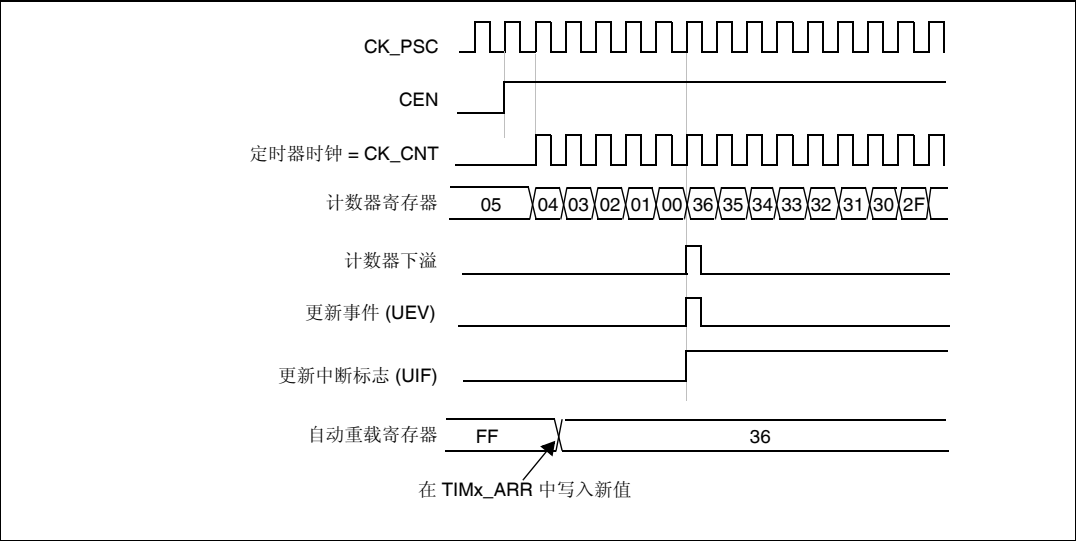 CK_PSC
CEN
定时器时钟 = CK_CNT
计数器寄存器 05 04 03 02 01 00 36 35 34 33 32 31 30 2F
计数器下溢
更新事件 (UEV)
更新中断标志 (UIF)
自动重载寄存器 FF 36
在 TIMx_ARR 中写入新值